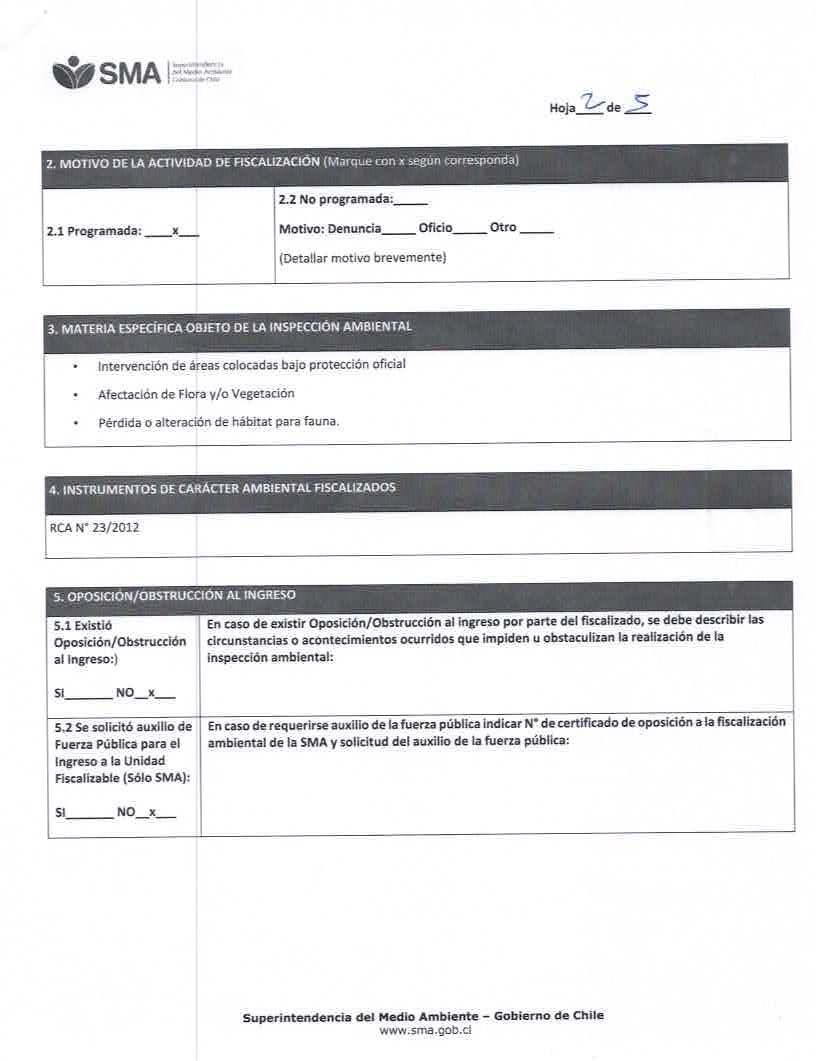 SMA
Superintendencia
del Medio Ambiente
Gobierno de Chile
Hoja 2 de 5
2. MOTIVO DE LA ACTIVIDAD DE FISCALIZACIÓN (Marque con x según corresponda)
2.1 Programada: ____x___
2.2 No programada:_____
Motivo: Denuncia_____ Oficio_____ Otro _____
(Detallar motivo brevemente)
3. MATERIA ESPECÍFICA OBJETO DE LA INSPECCIÓN AMBIENTAL
• Intervención de áreas colocadas bajo protección oficial
• Afectación de Flora y/o Vegetación
• Pérdida o alteración de hábitat para fauna.
4. INSTRUMENTOS DE CARÁCTER AMBIENTAL FISCALIZADOS
RCA N° 23/2012
5. OPOSICIÓN/OBSTRUCCIÓN AL INGRESO
5.1 Existió
Oposición/Obstrucción
al Ingreso:)
SI_______ NO__x___
En caso de existir Oposición/Obstrucción al ingreso por parte del fiscalizado, se debe describir las
circunstancias o acontecimientos ocurridos que impiden u obstaculizan la realización de la
inspección ambiental:
5.2 Se solicitó auxilio de
Fuerza Pública para el
Ingreso a la Unidad
Fiscalizable (Sólo SMA):
SI_______ NO__x___
En caso de requerirse auxilio de la fuerza pública indicar N° de certificado de oposición a la fiscalización
ambiental de la SMA y solicitud del auxilio de la fuerza pública:
Superintendencia del Medio Ambiente – Gobierno de Chile
www.sma.gob.cl